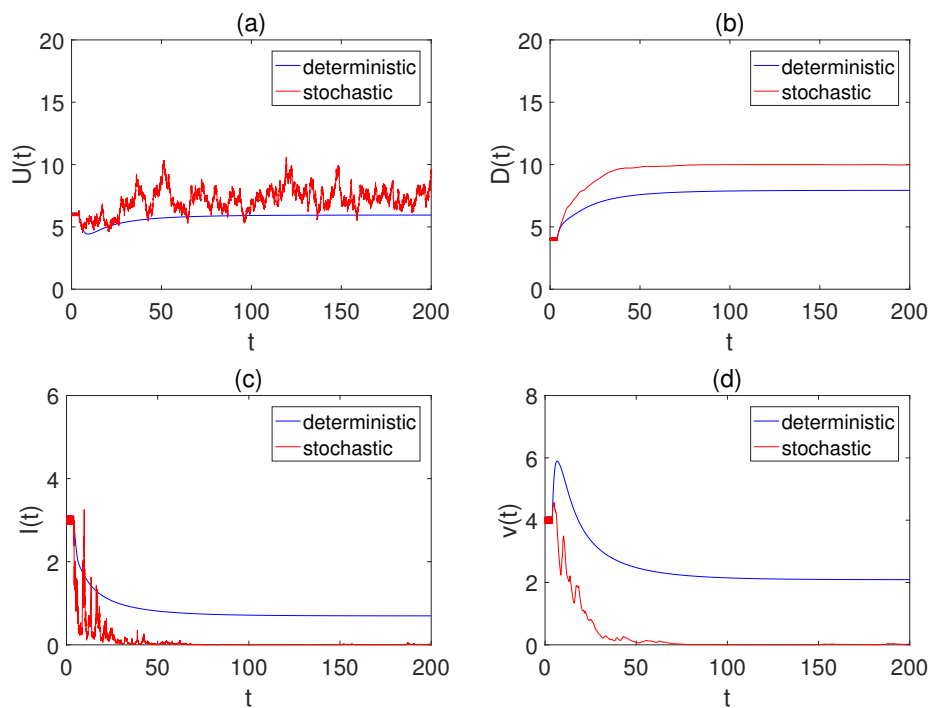 (a)
20
15
10
5
0
U(t)
deterministic
stochastic
0 50 100 150 200
t
(b)
20
15
10
5
0
D(t)
deterministic
stochastic
0 50 100 150 200
t
(c)
6
4
2
0
I(t)
deterministic
stochastic
0 50 100 150 200
t
(d)
8
6
4
2
0
v(t)
deterministic
stochastic
0 50 100 150 200
t